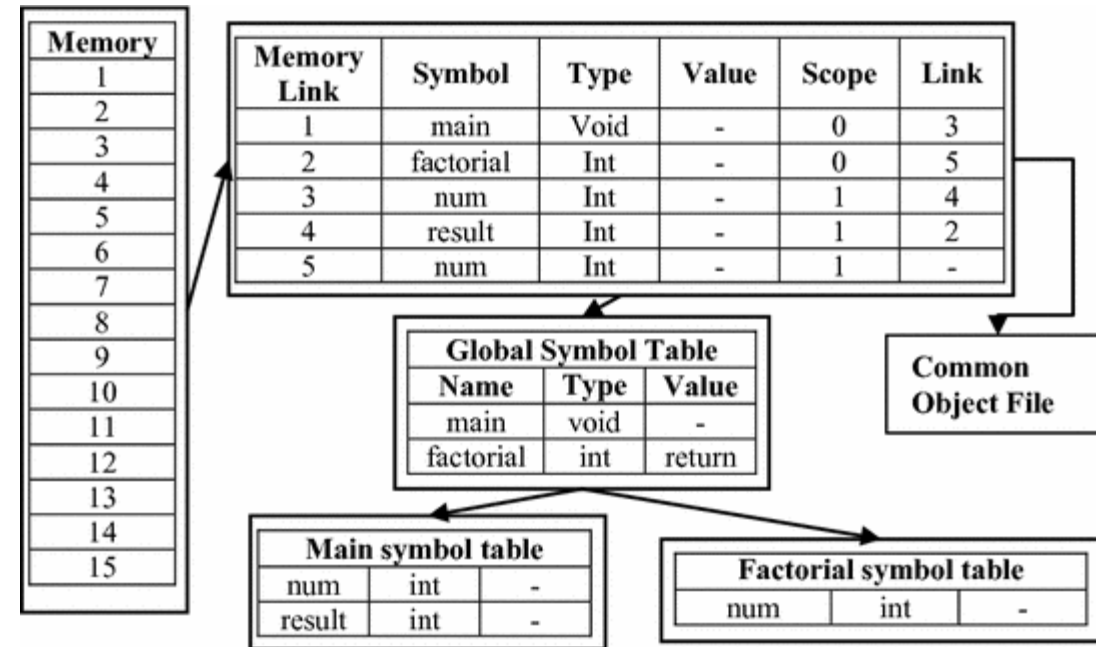 Memory
1
2
3
4
5
6
7
8
9
10
11
12
13
14
15
Memory Link Symbol Type Value Scope Link
1 main Void - 0 3
2 factorial Int - 0 5
3 num Int - 1 4
4 result Int - 1 2
5 num Int - 1 -
Global Symbol Table
Name Type Value
main void -
factorial int return
Common
Object File
Main symbol table
num int -
result int -
Factorial symbol table
num int -